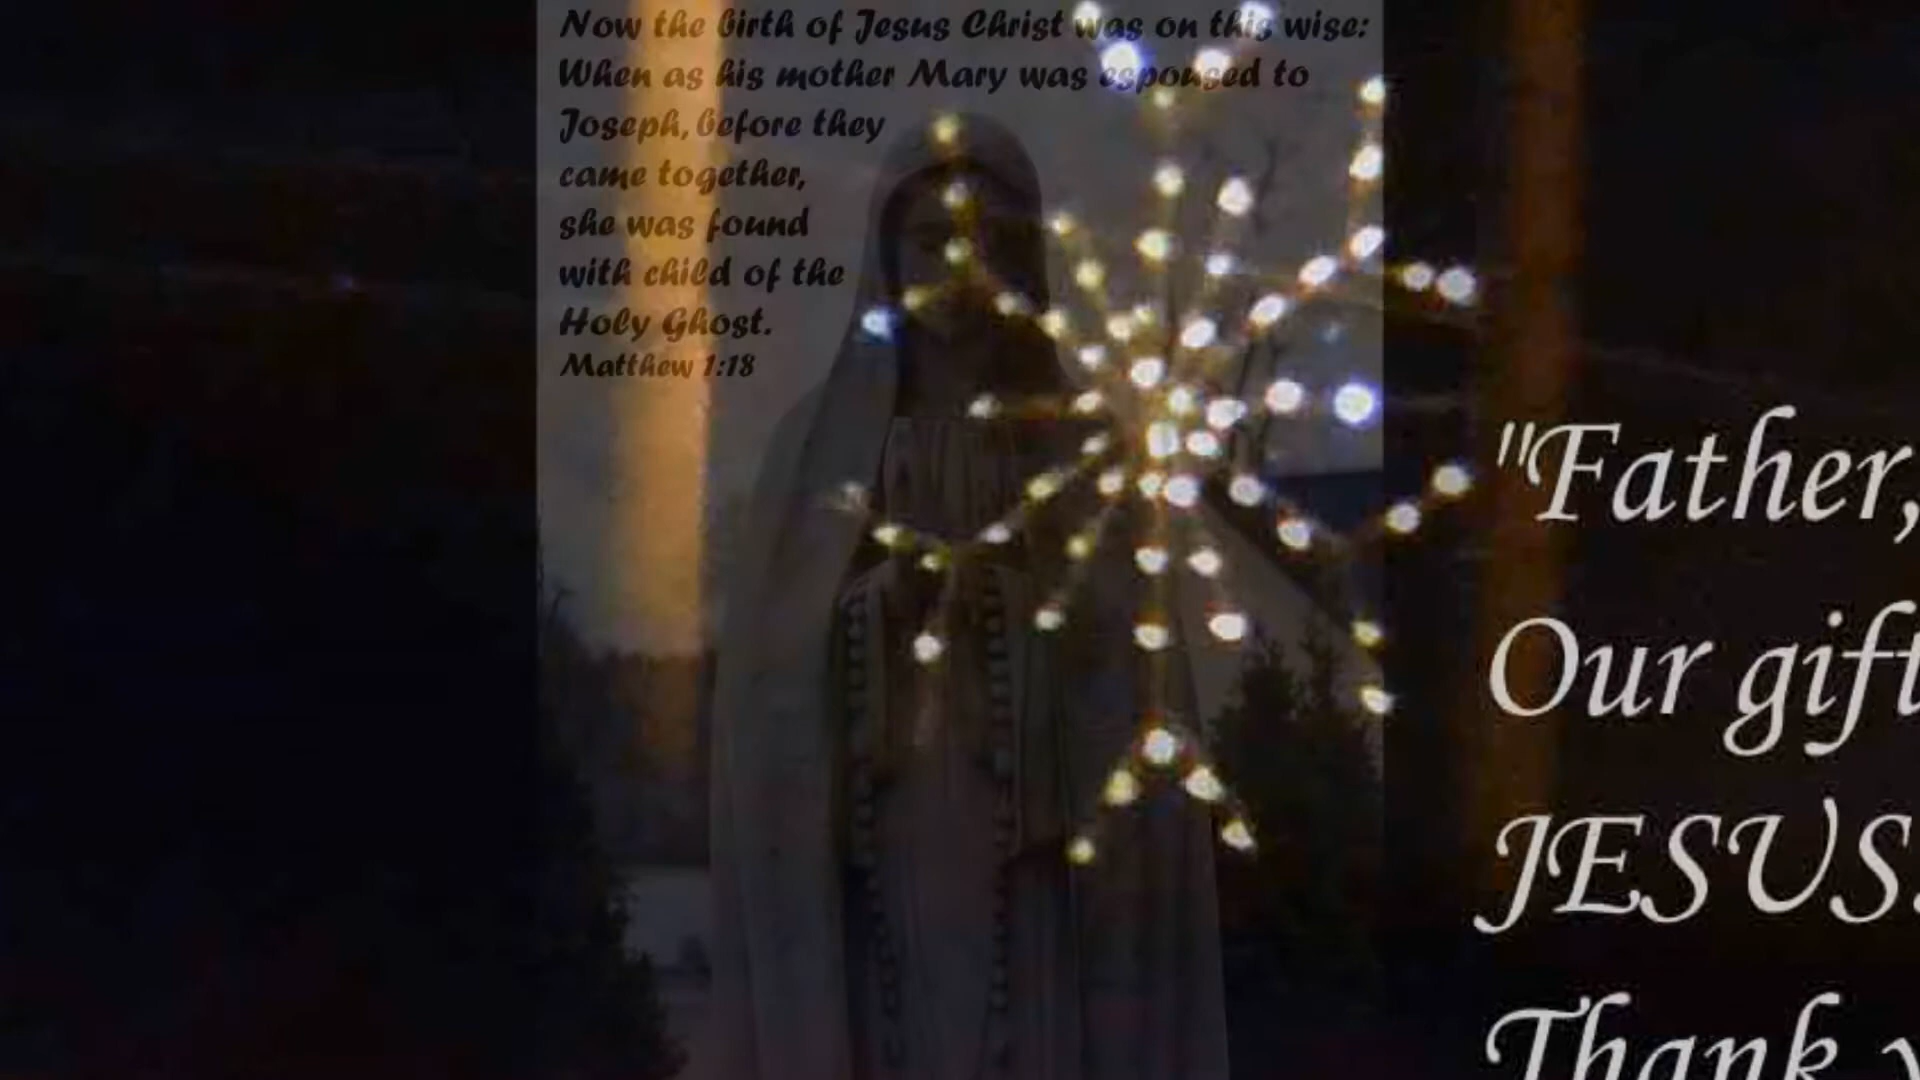 Now the birth of Jesus Christ was on this wise:
When as his mother Mary was espoused to
Joseph, before they
came together,
she was found
with child of the
Holy Ghost.
Matthew 1:18
"Father,
Our gift
JESUS.
Thank